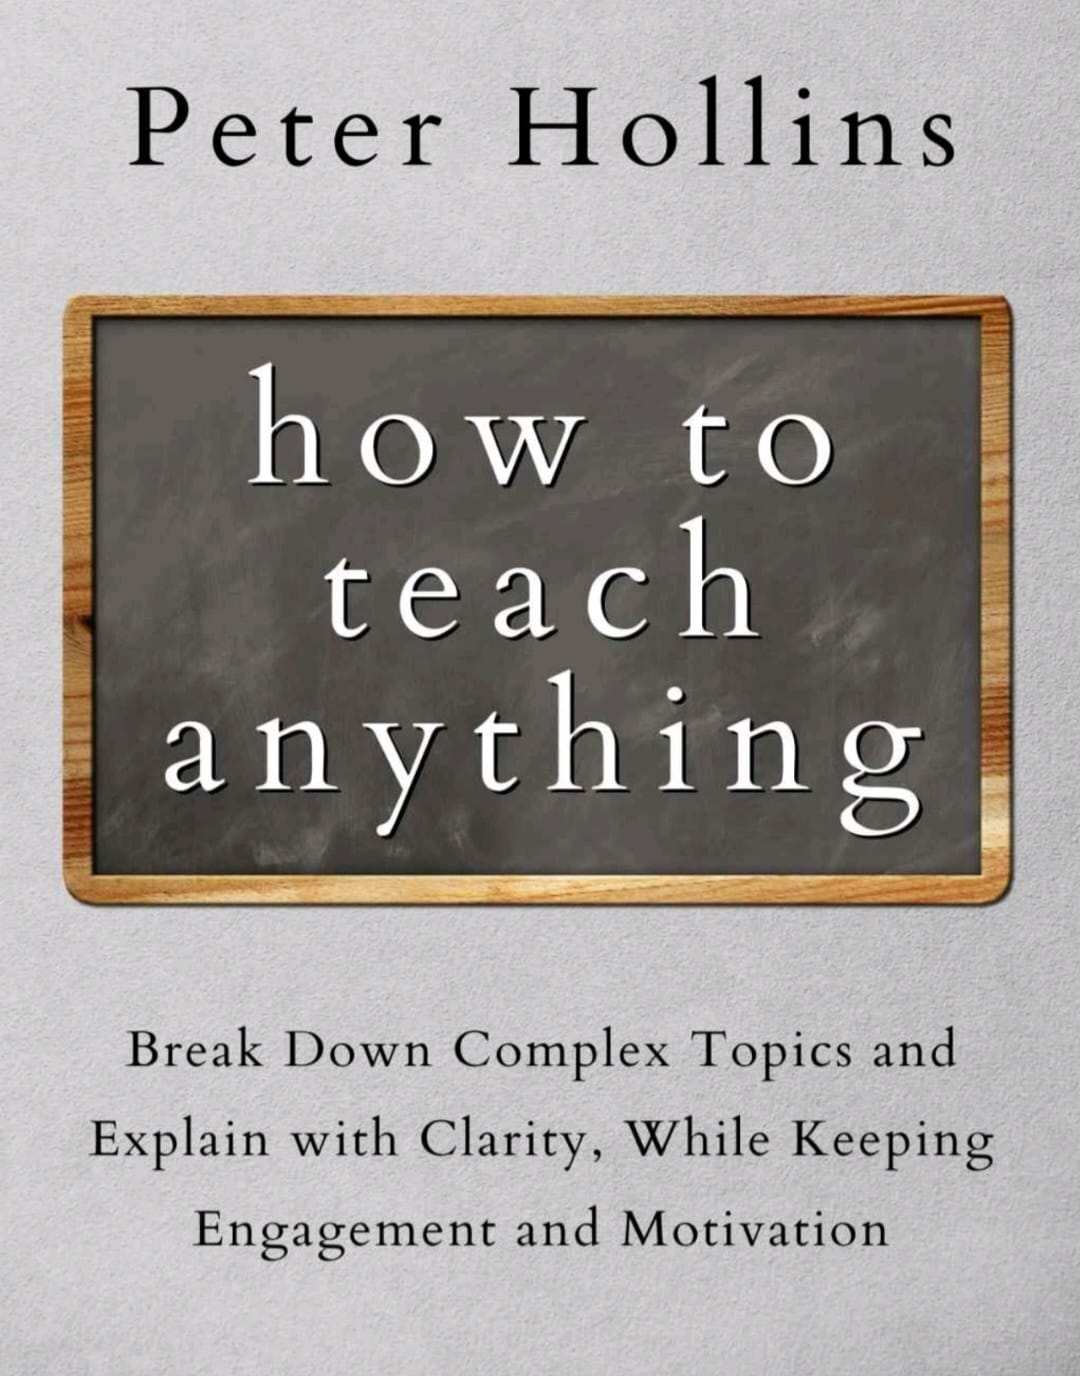 Peter Hollins
how to
teach
anything
Break Down Complex Topics and
Explain with Clarity, While Keeping
Engagement and Motivation